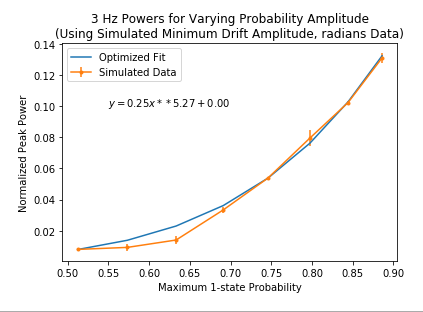 3 Hz Powers for Varying Probability Amplitude
(Using Simulated Minimum Drift Amplitude, radians Data)
0.14
0.12
0.10
0.08
0.06
0.04
0.02
Normalized Peak Power
Optimized Fit
Simulated Data
y = 0.25x * * 5.27 + 0.00
0.50 0.55 0.60 0.65 0.70 0.75 0.80 0.85 0.90
Maximum 1-state Probability